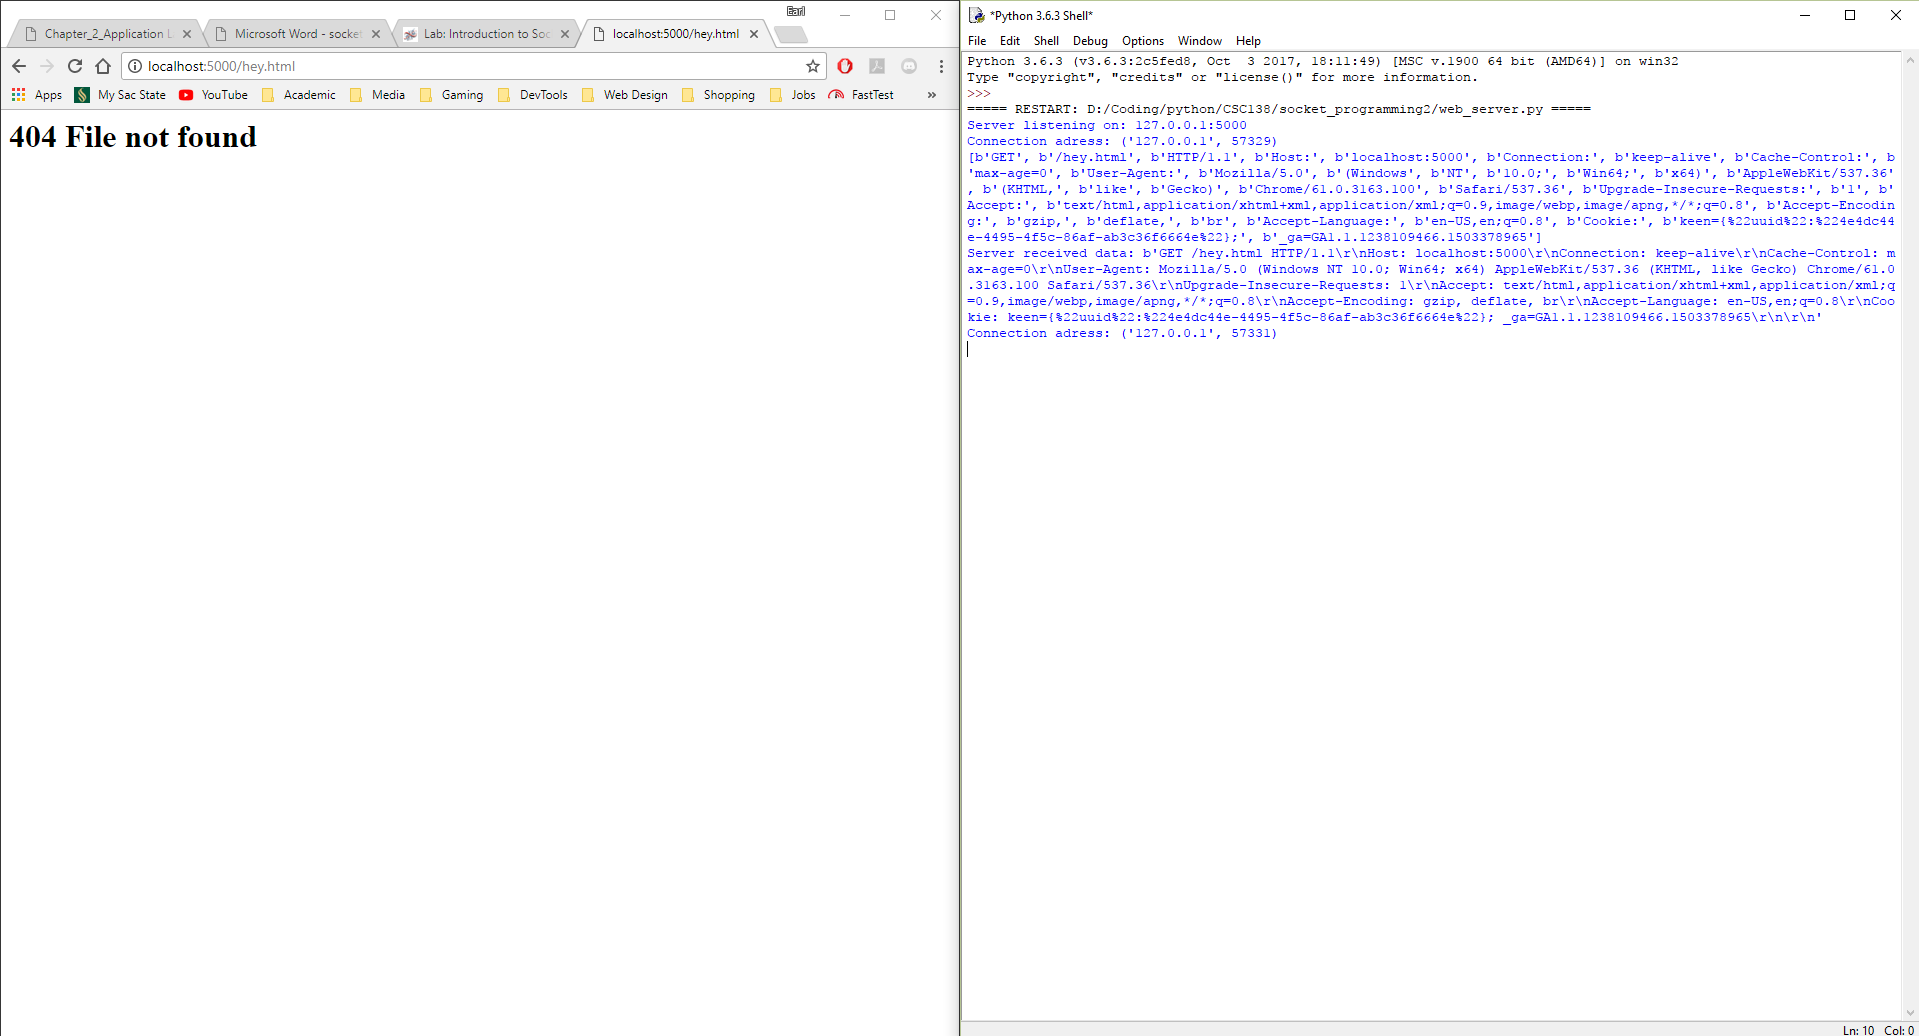 Earl
Chapter_2_Application L
Microsoft Word - socket
Lab: Introduction to Soc
localhost:5000/hey.html
localhost:5000/hey.html
Apps My Sac State YouTube Academic Media Gaming DevTools Web Design Shopping Jobs FastTest »
404 File not found
*Python 3.6.3 Shell*
File Edit Shell Debug Options Window Help
Python 3.6.3 (v3.6.3:2c5fed8, Oct  3 2017, 18:11:49) [MSC v.1900 64 bit (AMD64)] on win32
Type "copyright", "credits" or "license()" for more information.
>>>
===== RESTART: D:/Coding/python/CSC138/socket_programming2/web_server.py =====
Server listening on: 127.0.0.1:5000
Connection adress: ('127.0.0.1', 57329)
[b'GET', b'/hey.html', b'HTTP/1.1', b'Host:', b'localhost:5000', b'Connection:', b'keep-alive', b'Cache-Control:', b
'max-age=0', b'User-Agent:', b'Mozilla/5.0', b'(Windows', b'NT', b'10.0;', b'Win64;', b'x64)', b'AppleWebKit/537.36'
, b'(KHTML,', b'like', b'Gecko)', b'Chrome/61.0.3163.100', b'Safari/537.36', b'Upgrade-Insecure-Requests:', b'1', b'
Accept:', b'text/html,application/xhtml+xml,application/xml;q=0.9,image/webp,image/apng,*/*;q=0.8', b'Accept-Encodin
g:', b'gzip,', b'deflate,', b'br', b'Accept-Language:', b'en-US,en;q=0.8', b'Cookie:', b'keen={%22uuid%22:%224e4dc44
e-4495-4f5c-86af-ab3c36f6664e%22};', b'_ga=GA1.1.1238109466.1503378965']
Server received data: b'GET /hey.html HTTP/1.1\r\nHost: localhost:5000\r\nConnection: keep-alive\r\nCache-Control: m
ax-age=0\r\nUser-Agent: Mozilla/5.0 (Windows NT 10.0; Win64; x64) AppleWebKit/537.36 (KHTML, like Gecko) Chrome/61.0
.3163.100 Safari/537.36\r\nUpgrade-Insecure-Requests: 1\r\nAccept: text/html,application/xhtml+xml,application/xml;q
=0.9,image/webp,image/apng,*/*;q=0.8\r\nAccept-Encoding: gzip, deflate, br\r\nAccept-Language: en-US,en;q=0.8\r\nCoo
kie: keen={%22uuid%22:%224e4dc44e-4495-4f5c-86af-ab3c36f6664e%22}; _ga=GA1.1.1238109466.1503378965\r\n\r\n'
Connection adress: ('127.0.0.1', 57331)
Ln: 10 Col: 0